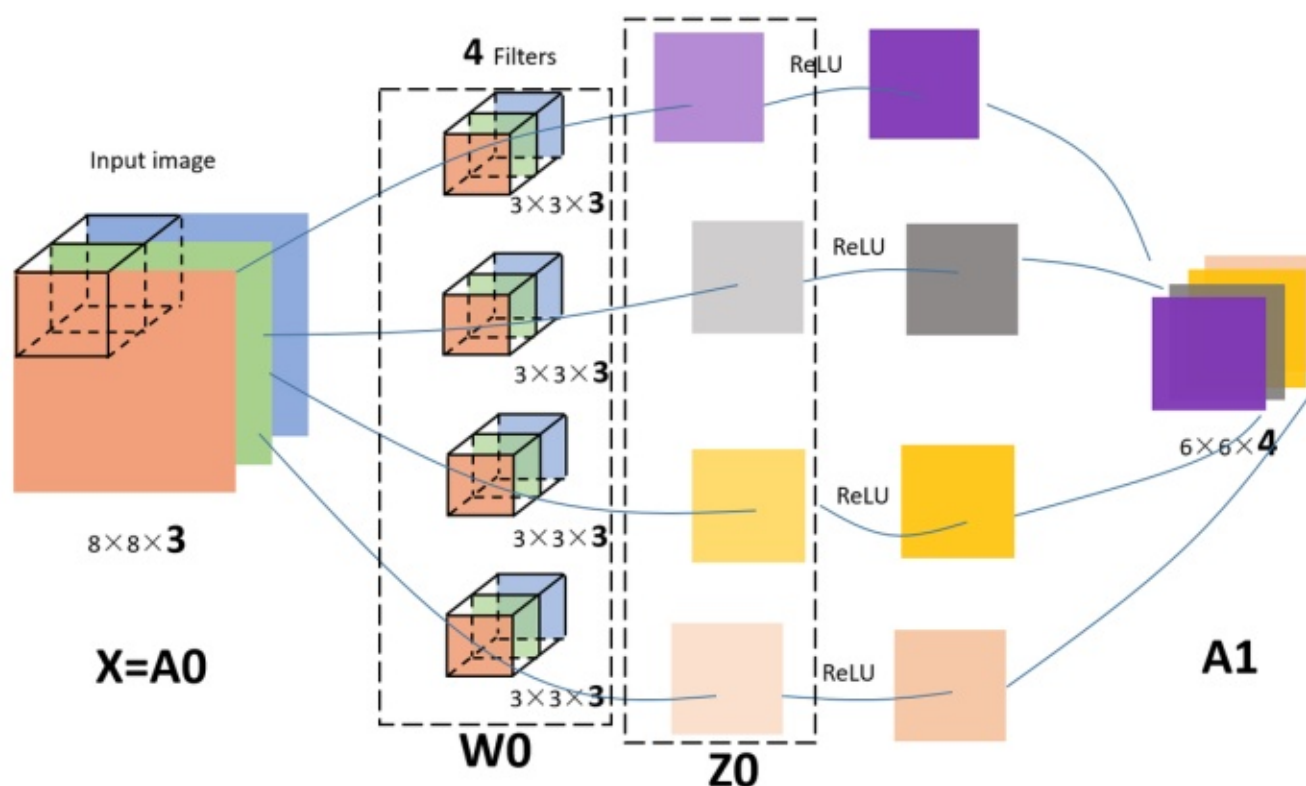 4 Filters
Input image
3×3×3
3×3×3
3×3×3
3×3×3
8×8×3
X=A0
W0
Z0
ReLU
ReLU
ReLU
ReLU
6×6×4
A1